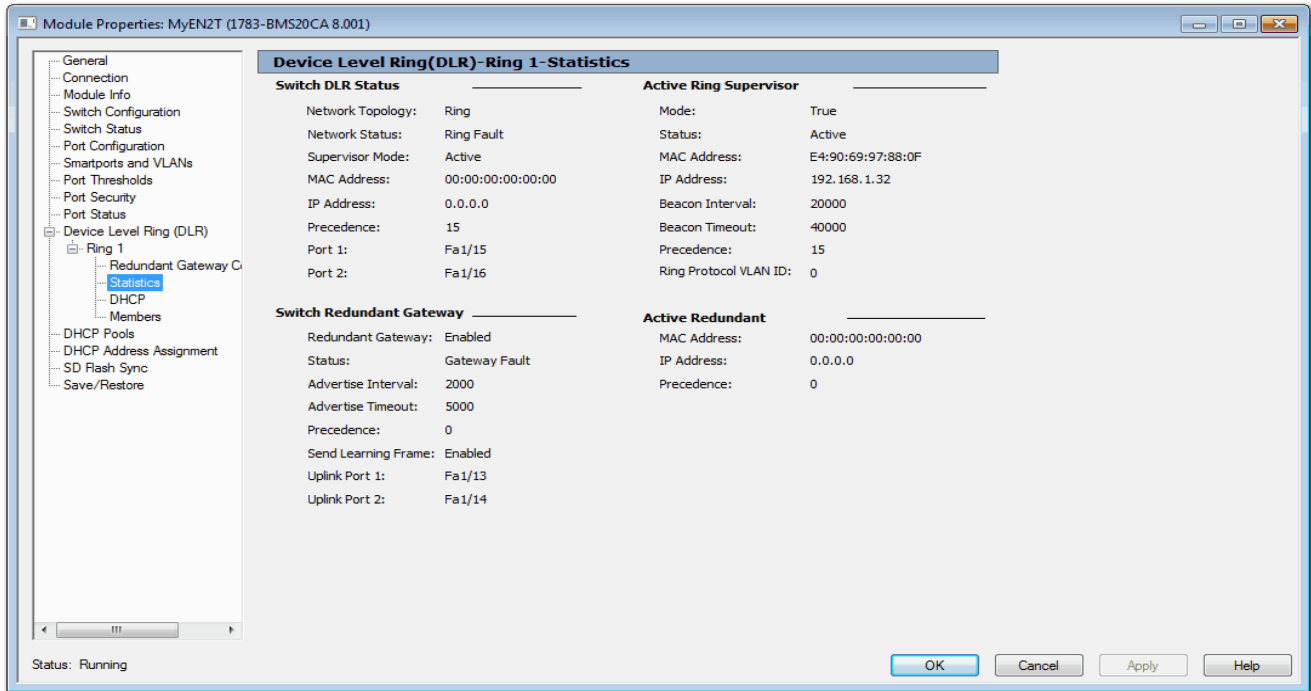 Module Properties: MyEN2T (1783-BMS20CA 8.001)
General
Connection
Module Info
Switch Configuration
Switch Status
Port Configuration
Smartports and VLANs
Port Thresholds
Port Security
Port Status
Device Level Ring (DLR)
Ring 1
Redundant Gateway
Statistics
DHCP
Members
DHCP Pools
DHCP Address Assignment
SD Flash Sync
Save/Restore
Device Level Ring(DLR)-Ring 1-Statistics
Switch DLR Status
Network Topology: Ring
Network Status: Ring Fault
Supervisor Mode: Active
MAC Address: 00:00:00:00:00:00
IP Address: 0.0.0.0
Precedence: 15
Port 1: Fa1/15
Port 2: Fa1/16
Switch Redundant Gateway
Redundant Gateway: Enabled
Status: Gateway Fault
Advertise Interval: 2000
Advertise Timeout: 5000
Precedence: 0
Send Learning Frame: Enabled
Uplink Port 1: Fa1/13
Uplink Port 2: Fa1/14
Active Ring Supervisor
Mode: True
Status: Active
MAC Address: E4:90:69:97:88:0F
IP Address: 192.168.1.32
Beacon Interval: 20000
Beacon Timeout: 40000
Precedence: 15
Ring Protocol VLAN ID: 0
Active Redundant
MAC Address: 00:00:00:00:00:00
IP Address: 0.0.0.0
Precedence: 0
Status: Running
OK Cancel Apply Help